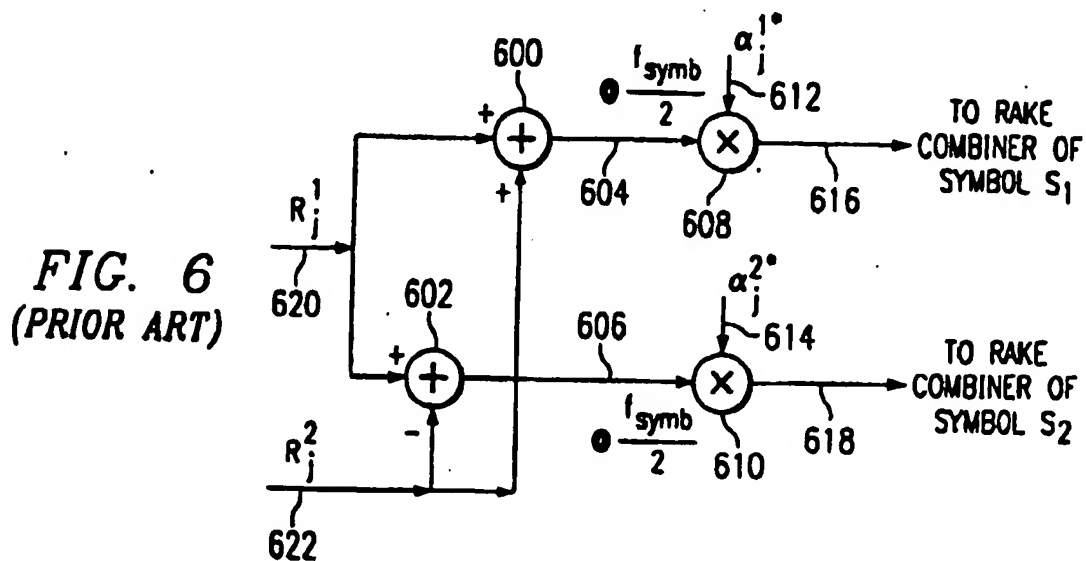 600
α_j^{1*}
f_symb
2
612
+
+
×
TO RAKE
COMBINER OF
SYMBOL S_1
+
604
608
616
R_j^1
620
FIG. 6
(PRIOR ART)
602
606
α_j^{2*}
614
+
+
×
TO RAKE
COMBINER OF
SYMBOL S_2
-
f_symb
2
610
618
R_j^2
622